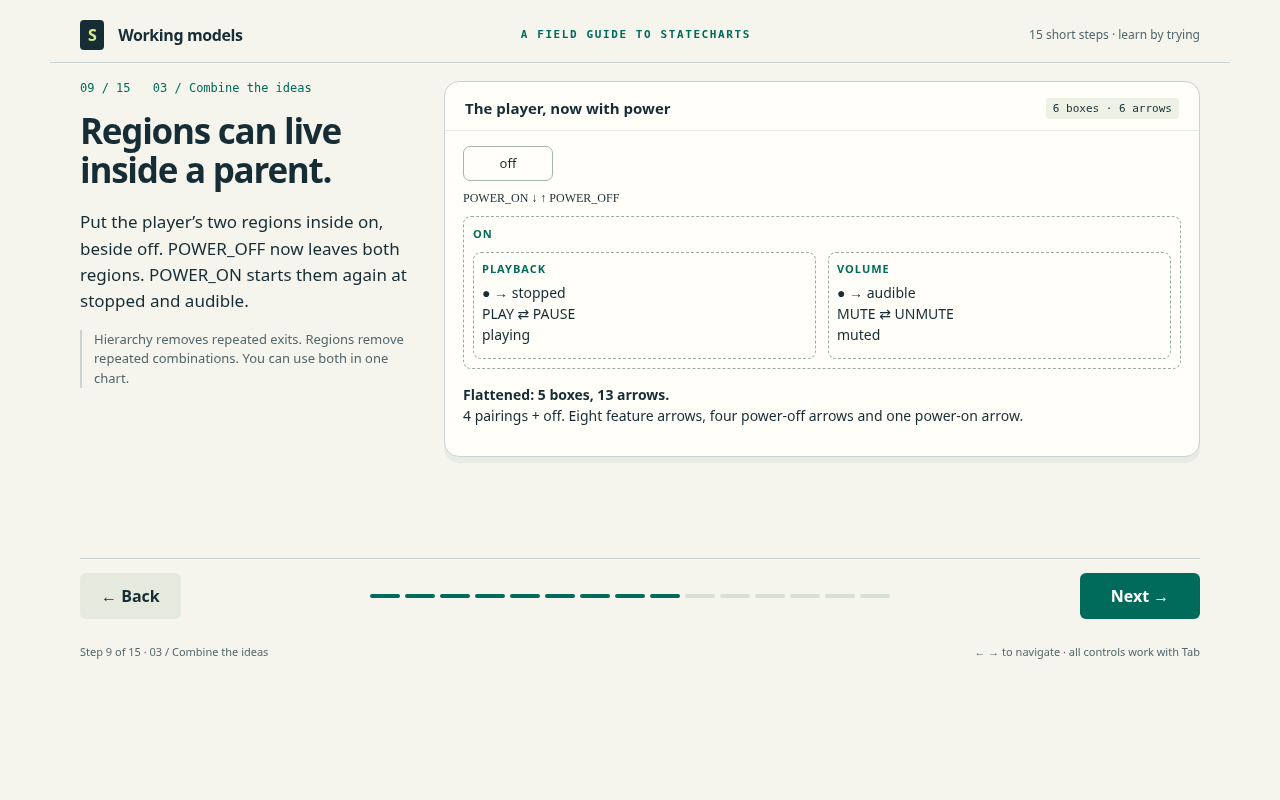 S Working models
A FIELD GUIDE TO STATECHARTS
15 short steps · learn by trying
09 / 15 03 / Combine the ideas
Regions can live
inside a parent.
Put the player’s two regions inside on,
beside off. POWER_OFF now leaves both
regions. POWER_ON starts them again at
stopped and audible.
Hierarchy removes repeated exits. Regions remove
repeated combinations. You can use both in one
chart.
The player, now with power
6 boxes · 6 arrows
off
POWER_ON ↓ ↑ POWER_OFF
ON
PLAYBACK
● → stopped
PLAY ⇄ PAUSE
playing
VOLUME
● → audible
MUTE ⇄ UNMUTE
muted
Flattened: 5 boxes, 13 arrows.
4 pairings + off. Eight feature arrows, four power-off arrows and one power-on arrow.
← Back
Next →
Step 9 of 15 · 03 / Combine the ideas
← → to navigate · all controls work with Tab